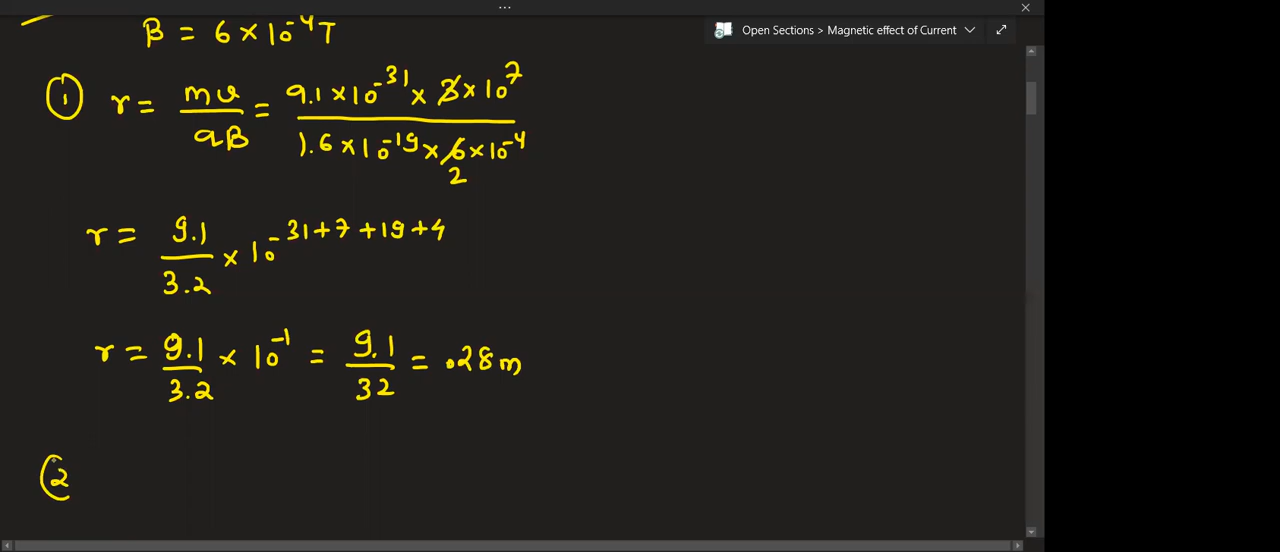 ...
Open Sections > Magnetic effect of Current
B = 6 × 10⁻⁴ T
① r = mv/qB = 9.1 × 10⁻³¹ × 3 × 10⁷ / 1.6 × 10⁻¹⁹ × 6 × 10⁻⁴
2
r = 9.1/3.2 × 10⁻³¹⁺⁷⁺¹⁹⁺⁴
r = 9.1/3.2 × 10⁻¹ = 9.1/32 = .28 m
(2